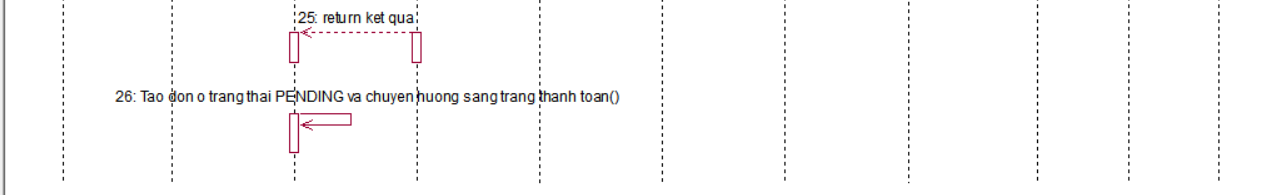 25: return ket qua
26: Tao don o trang thai PENDING va chuyen huong sang trang thanh toan()